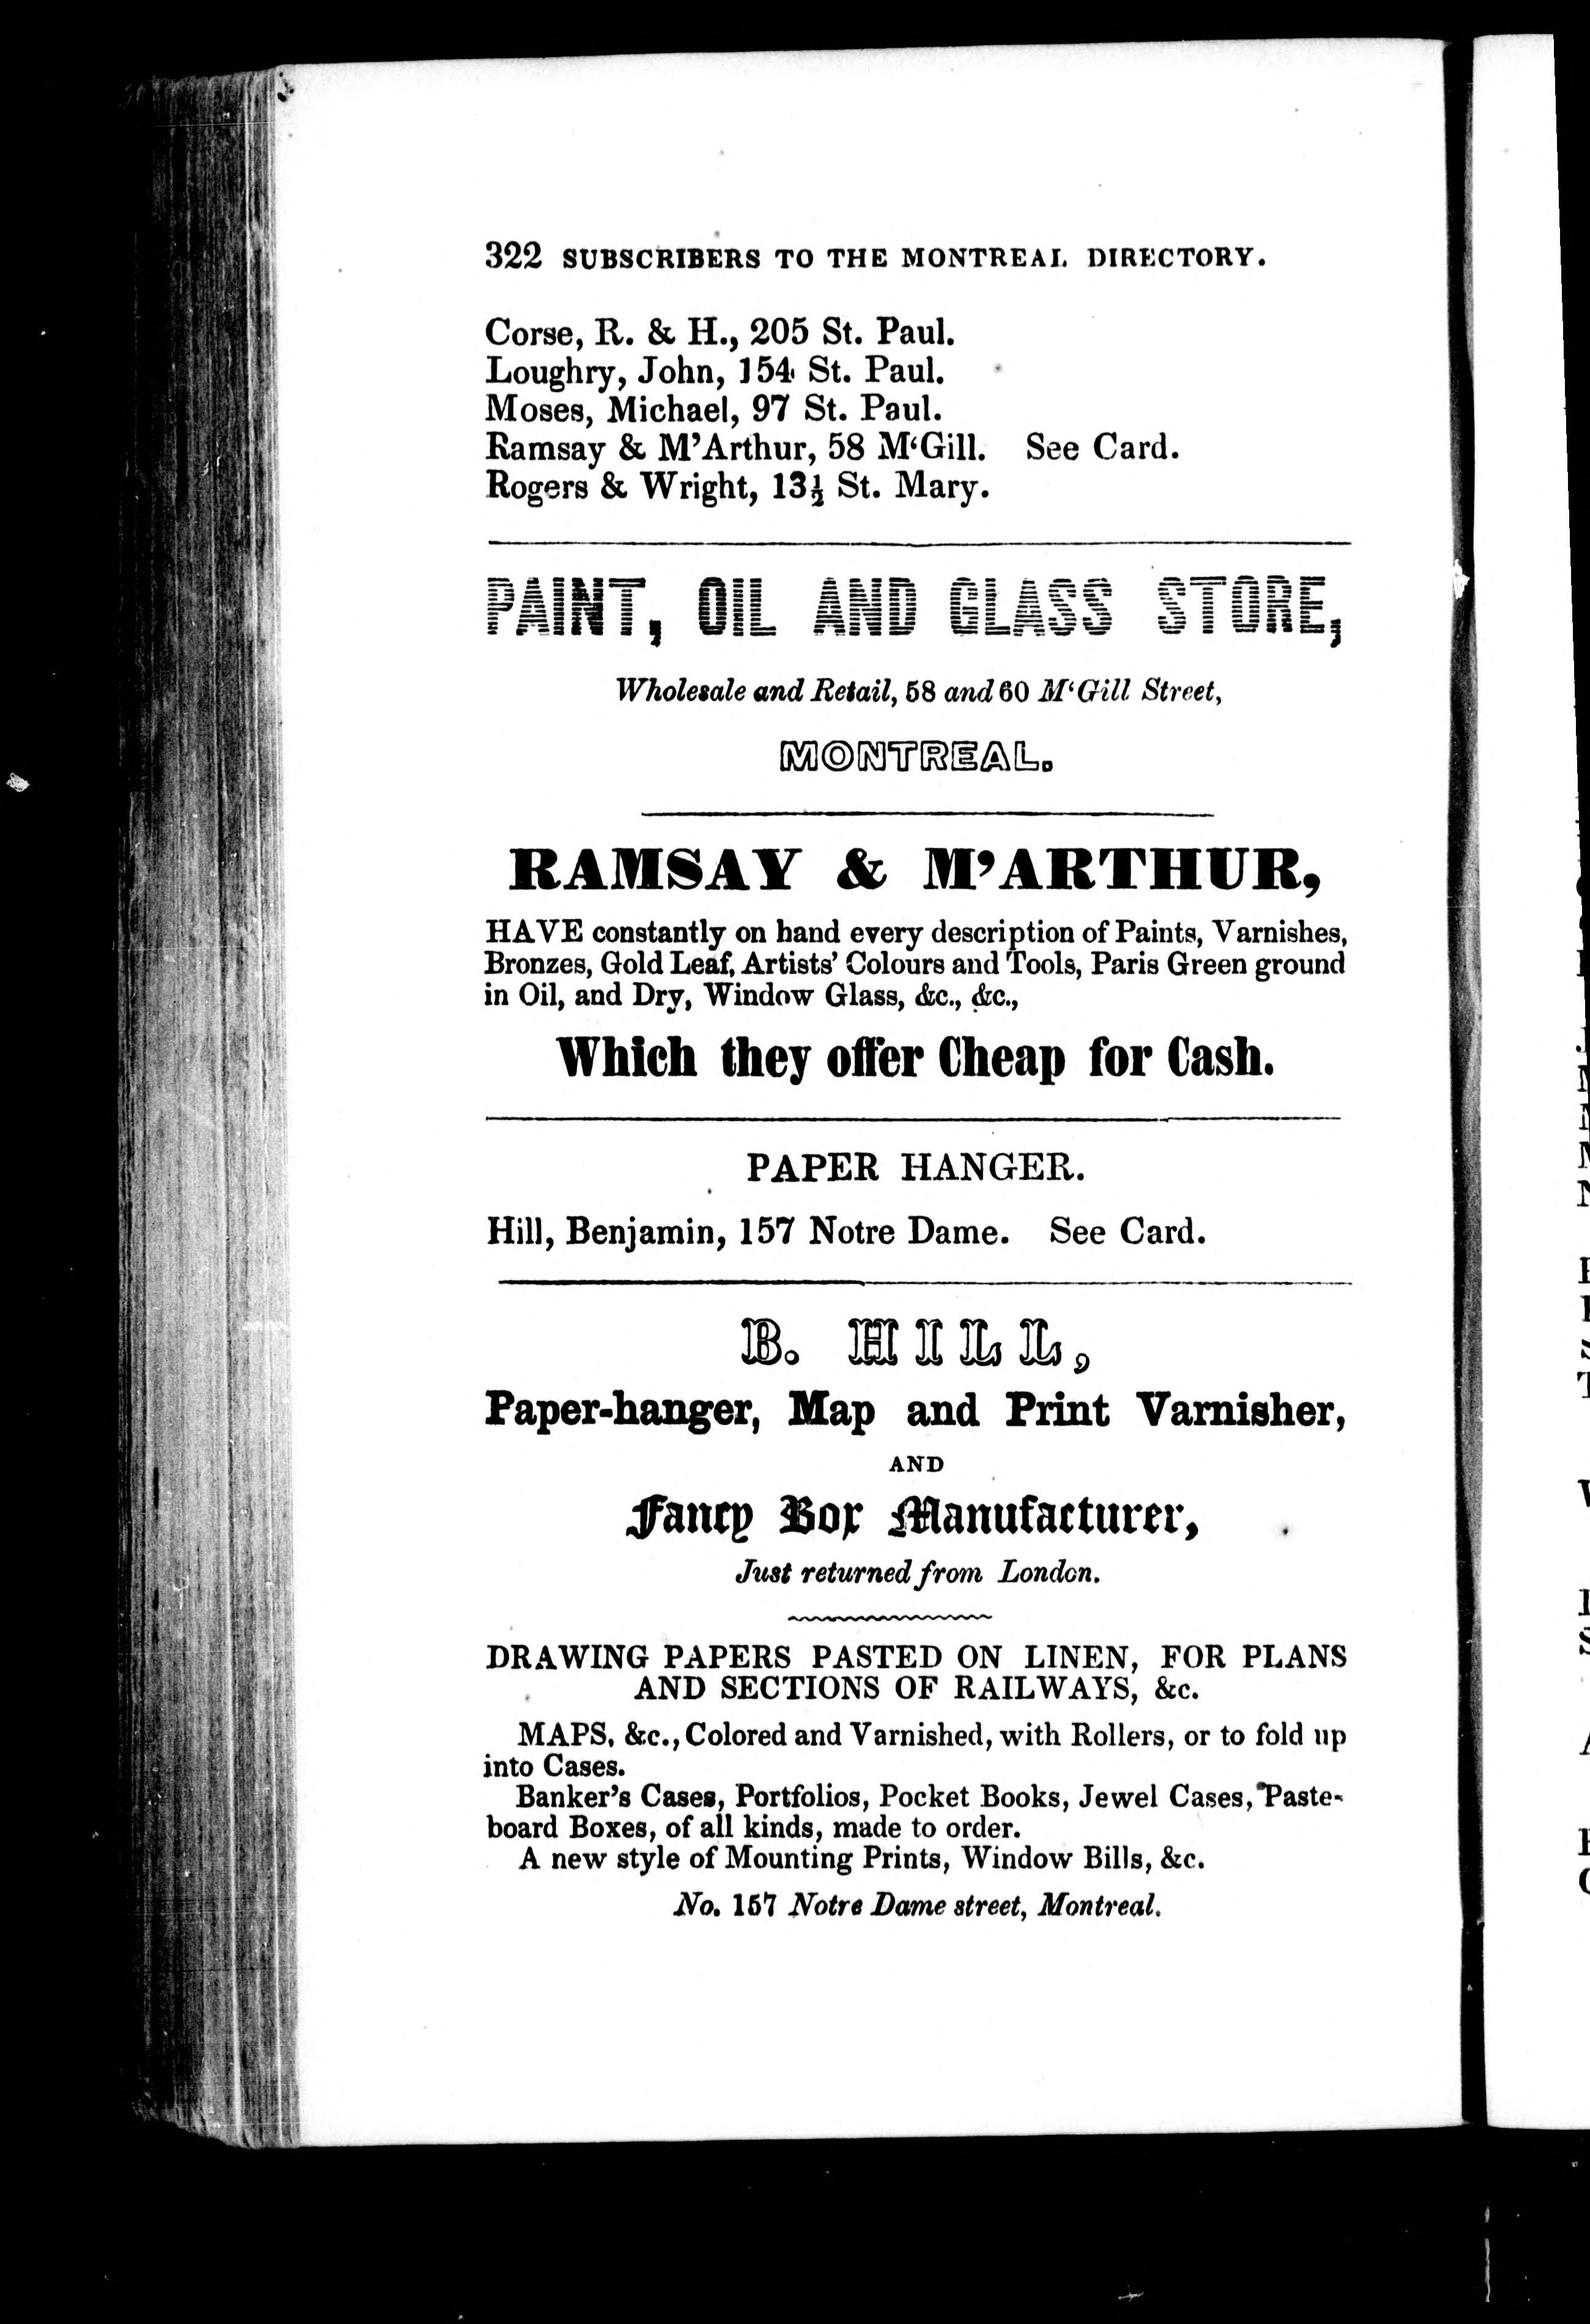 322 SUBSCRIBERS TO THE MONTREAL DIRECTORY.
Corse, R. & H., 205 St. Paul.
Loughry, John, 154 St. Paul.
Moses, Michael, 97 St. Paul.
Ramsay & M'Arthur, 58 M‘Gill. See Card.
Rogers & Wright, 13½ St. Mary.
PAINT, OIL AND GLASS STORE,
Wholesale and Retail, 58 and 60 M‘Gill Street,
MONTREAL.
RAMSAY & M'ARTHUR,
HAVE constantly on hand every description of Paints, Varnishes,
Bronzes, Gold Leaf, Artists' Colours and Tools, Paris Green ground
in Oil, and Dry, Window Glass, &c., &c.,
Which they offer Cheap for Cash.
PAPER HANGER.
Hill, Benjamin, 157 Notre Dame. See Card.
B. HILL,
Paper-hanger, Map and Print Varnisher,
AND
Fancy Box Manufacturer,
Just returned from London.
DRAWING PAPERS PASTED ON LINEN, FOR PLANS
AND SECTIONS OF RAILWAYS, &c.
MAPS, &c., Colored and Varnished, with Rollers, or to fold up
into Cases.
Banker's Cases, Portfolios, Pocket Books, Jewel Cases, Paste-
board Boxes, of all kinds, made to order.
A new style of Mounting Prints, Window Bills, &c.
No. 157 Notre Dame street, Montreal.